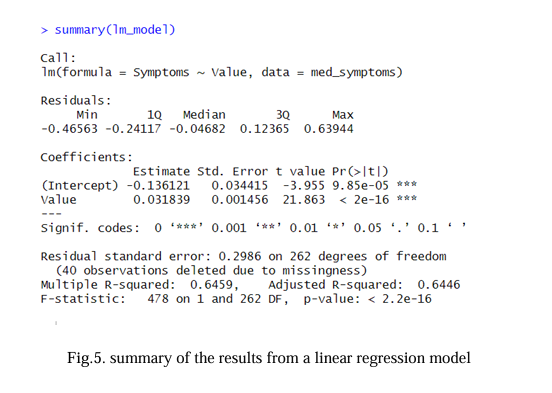 > summary(lm_model)
Call:
lm(formula = Symptoms ~ Value, data = med_symptoms)
Residuals:
Min 1Q Median 3Q Max
-0.46563 -0.24117 -0.04682 0.12365 0.63944
Coefficients:
Estimate Std. Error t value Pr(>|t|)
(Intercept) -0.136121 0.034415 -3.955 9.85e-05 ***
Value 0.031839 0.001456 21.863 < 2e-16 ***
---
Signif. codes: 0 ‘***’ 0.001 ‘**’ 0.01 ‘*’ 0.05 ‘.’ 0.1 ‘ ’
Residual standard error: 0.2986 on 262 degrees of freedom
(40 observations deleted due to missingness)
Multiple R-squared: 0.6459, Adjusted R-squared: 0.6446
F-statistic: 478 on 1 and 262 DF, p-value: < 2.2e-16
Fig.5. summary of the results from a linear regression model